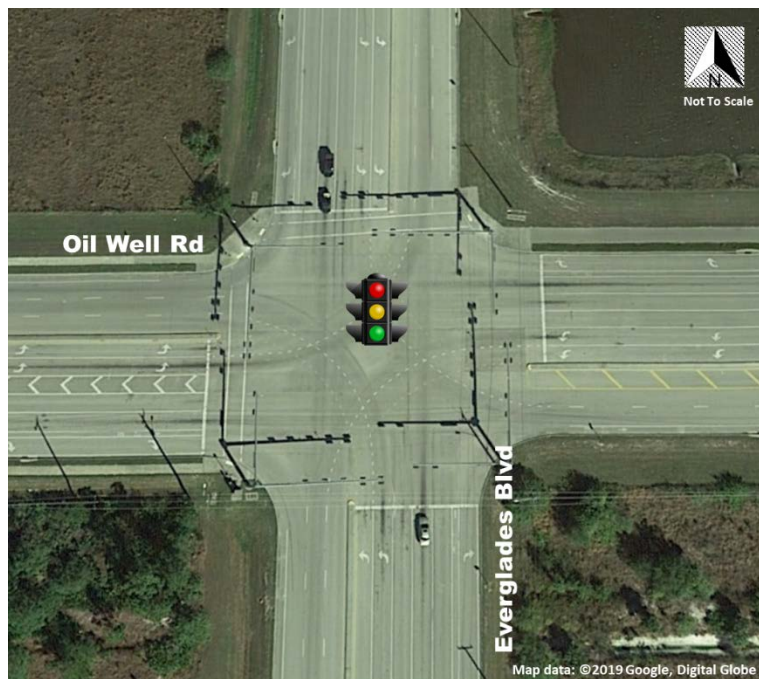 N
Not To Scale
Oil Well Rd
Everglades Blvd
Map data: ©2019 Google, Digital Globe